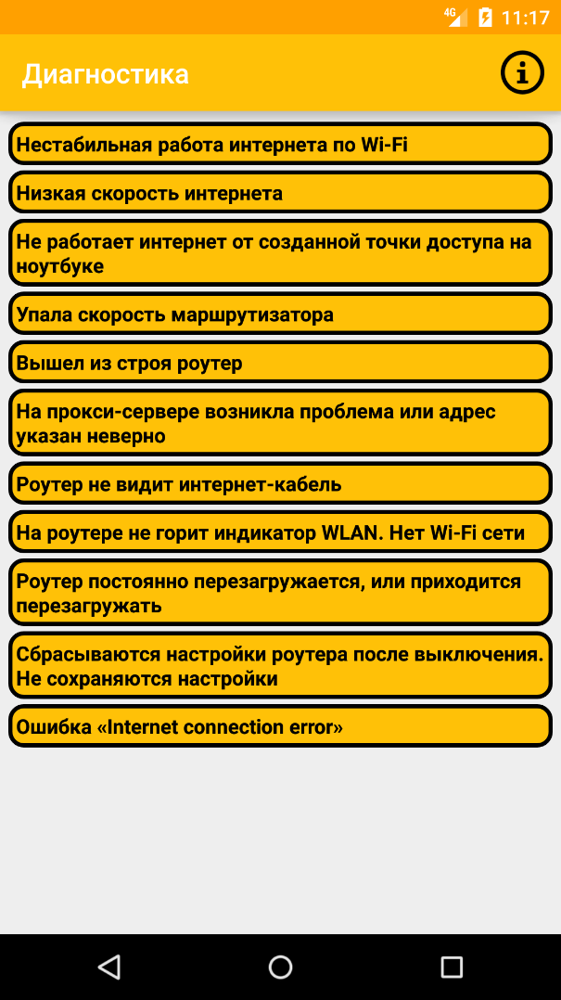 4G 11:17
Диагностика
Нестабильная работа интернета по Wi-Fi
Низкая скорость интернета
Не работает интернет от созданной точки доступа на
ноутбуке
Упала скорость маршрутизатора
Вышел из строя роутер
На прокси-сервере возникла проблема или адрес
указан неверно
Роутер не видит интернет-кабель
На роутере не горит индикатор WLAN. Нет Wi-Fi сети
Роутер постоянно перезагружается, или приходится
перезагружать
Сбрасываются настройки роутера после выключения.
Не сохраняются настройки
Ошибка «Internet connection error»